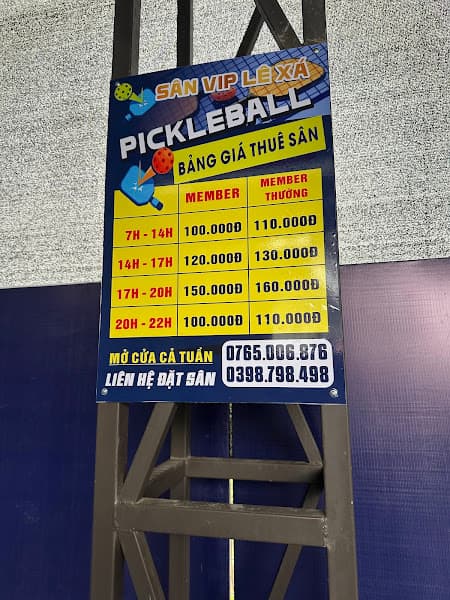 SÂN VIP LÊ XÁ
PICKLEBALL
BẢNG GIÁ THUÊ SÂN
MEMBER MEMBER THƯỜNG
7H - 14H 100.000Đ 110.000Đ
14H - 17H 120.000Đ 130.000Đ
17H - 20H 150.000Đ 160.000Đ
20H - 22H 100.000Đ 110.000Đ
MỞ CỬA CẢ TUẦN 0765.006.876
LIÊN HỆ ĐẶT SÂN 0398.798.498